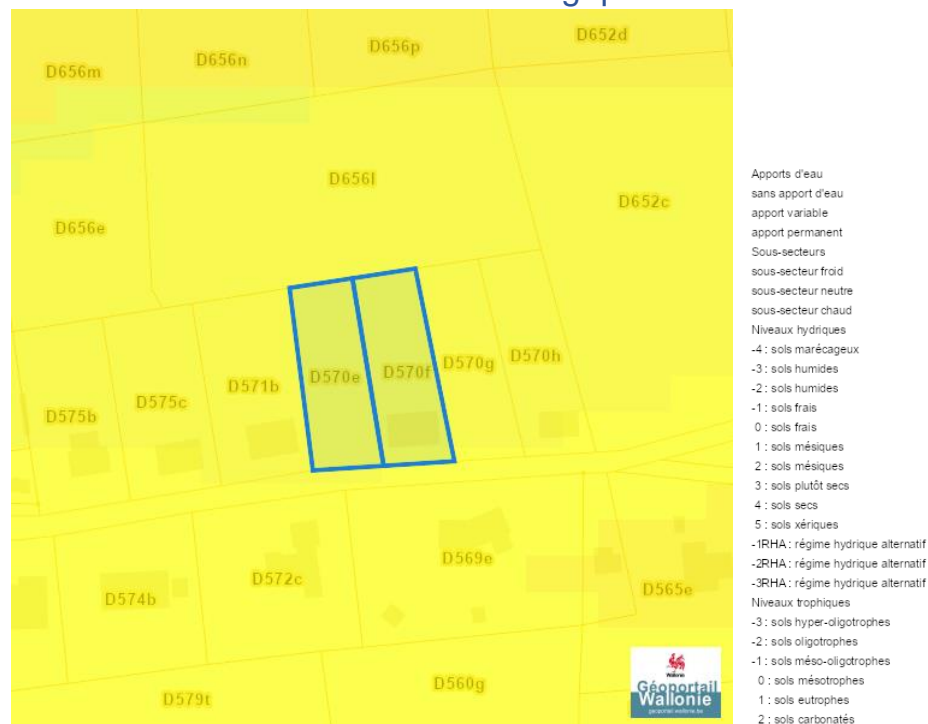 D652d
D656p
D656n
D656m
D656l
D652c
D656e
D570h
D570g
D570f
D570e
D571b
D575c
D575b
D569e
D572c
D565e
D574b
D560g
D579t
Wallonie
Géoportail
Wallonie
geoportail.wallonie.be
Apports d'eau
sans apport d'eau
apport variable
apport permanent
Sous-secteurs
sous-secteur froid
sous-secteur neutre
sous-secteur chaud
Niveaux hydriques
-4 : sols marécageux
-3 : sols humides
-2 : sols humides
-1 : sols frais
0 : sols frais
1 : sols mésiques
2 : sols mésiques
3 : sols plutôt secs
4 : sols secs
5 : sols xériques
-1RHA : régime hydrique alternatif
-2RHA : régime hydrique alternatif
-3RHA : régime hydrique alternatif
Niveaux trophiques
-3 : sols hyper-oligotrophes
-2 : sols oligotrophes
-1 : sols méso-oligotrophes
0 : sols mésotrophes
1 : sols eutrophes
2 : sols carbonatés